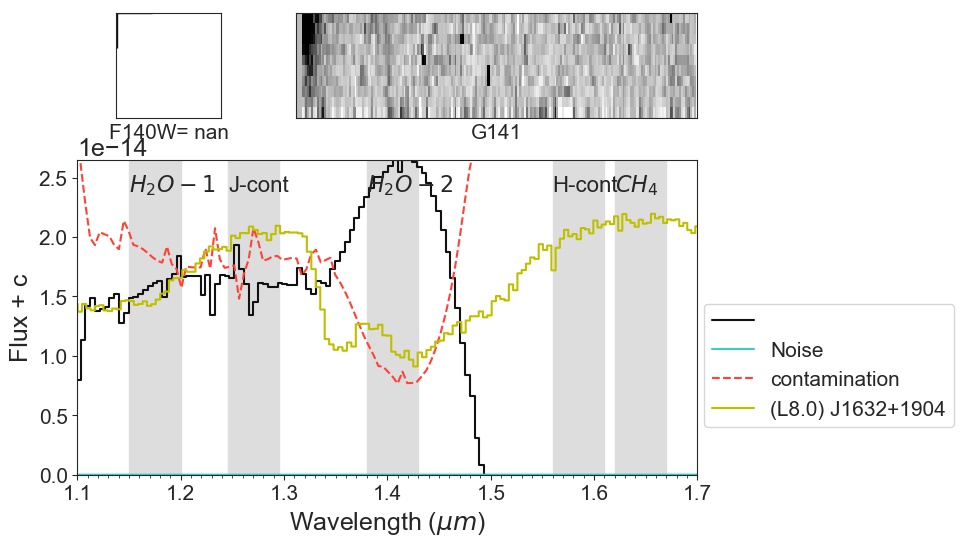 F140W= nan
G141
1e−14
H₂O − 1
J-cont
H₂O − 2
H-cont
CH₄
2.5
2.0
1.5
1.0
0.5
0.0
Flux + c
Noise
contamination
(L8.0) J1632+1904
1.1 1.2 1.3 1.4 1.5 1.6 1.7
Wavelength (μm)